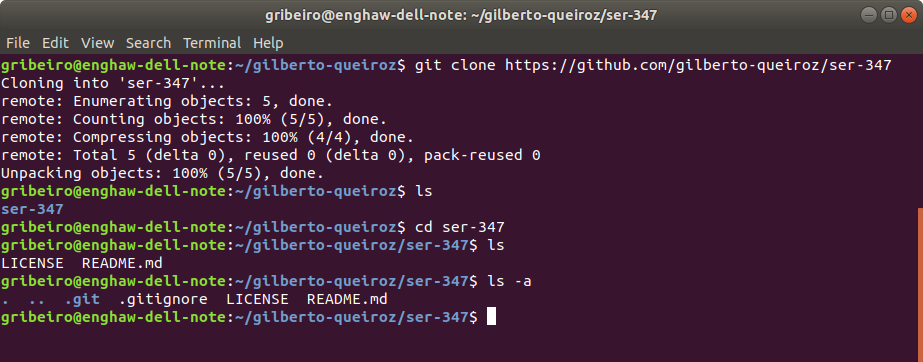 gribeiro@enghaw-dell-note: ~/gilberto-queiroz/ser-347
File Edit View Search Terminal Help
gribeiro@enghaw-dell-note:~/gilberto-queiroz$ git clone https://github.com/gilberto-queiroz/ser-347
Cloning into 'ser-347'...
remote: Enumerating objects: 5, done.
remote: Counting objects: 100% (5/5), done.
remote: Compressing objects: 100% (4/4), done.
remote: Total 5 (delta 0), reused 0 (delta 0), pack-reused 0
Unpacking objects: 100% (5/5), done.
gribeiro@enghaw-dell-note:~/gilberto-queiroz$ ls
ser-347
gribeiro@enghaw-dell-note:~/gilberto-queiroz$ cd ser-347
gribeiro@enghaw-dell-note:~/gilberto-queiroz/ser-347$ ls
LICENSE  README.md
gribeiro@enghaw-dell-note:~/gilberto-queiroz/ser-347$ ls -a
.  ..  .git  .gitignore  LICENSE  README.md
gribeiro@enghaw-dell-note:~/gilberto-queiroz/ser-347$